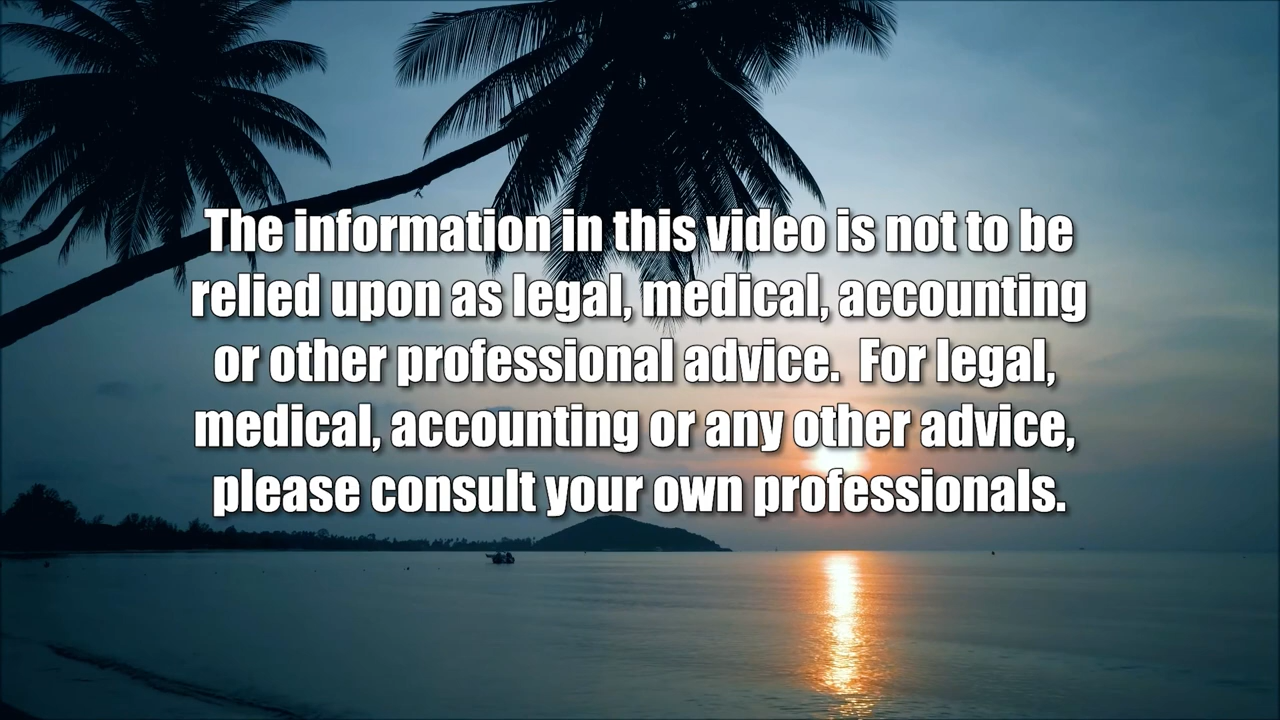 The information in this video is not to be
relied upon as legal, medical, accounting
or other professional advice.  For legal,
medical, accounting or any other advice,
please consult your own professionals.